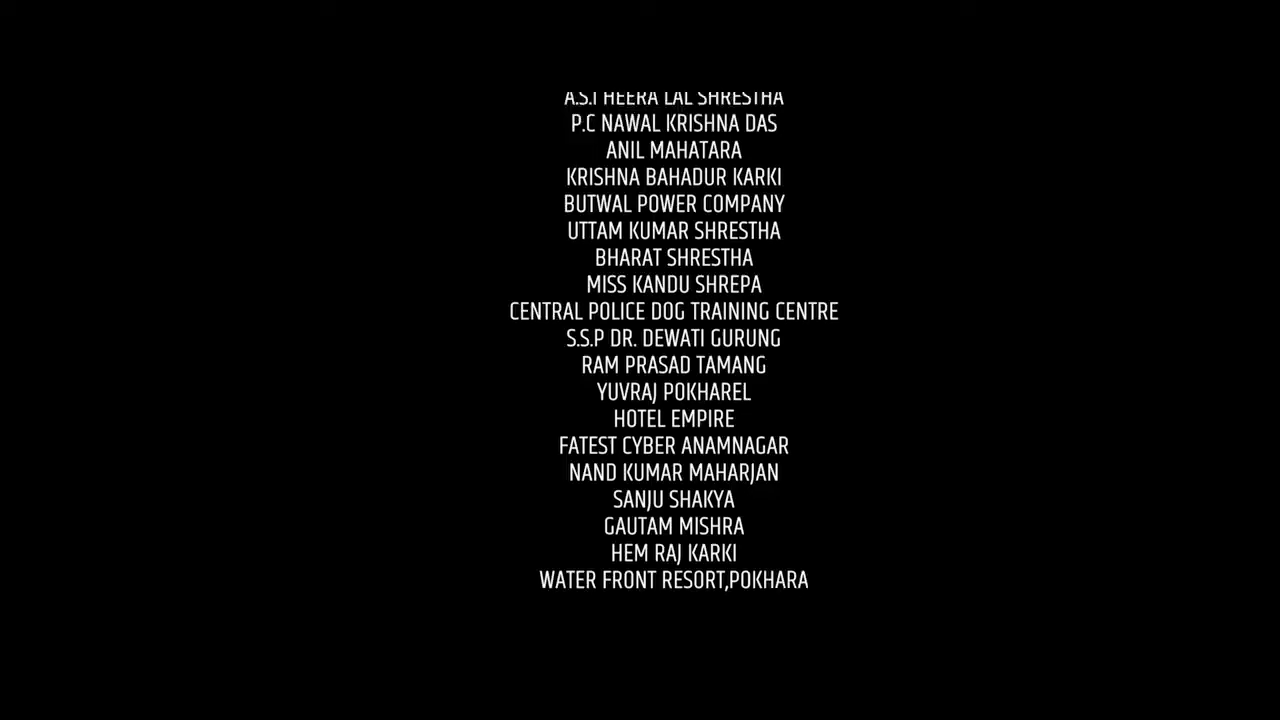 A.S.I HEERA LAL SHRESTHA
P.C NAWAL KRISHNA DAS
ANIL MAHATARA
KRISHNA BAHADUR KARKI
BUTWAL POWER COMPANY
UTTAM KUMAR SHRESTHA
BHARAT SHRESTHA
MISS KANDU SHREPA
CENTRAL POLICE DOG TRAINING CENTRE
S.S.P DR. DEWATI GURUNG
RAM PRASAD TAMANG
YUVRAJ POKHAREL
HOTEL EMPIRE
FATEST CYBER ANAMNAGAR
NAND KUMAR MAHARJAN
SANJU SHAKYA
GAUTAM MISHRA
HEM RAJ KARKI
WATER FRONT RESORT,POKHARA